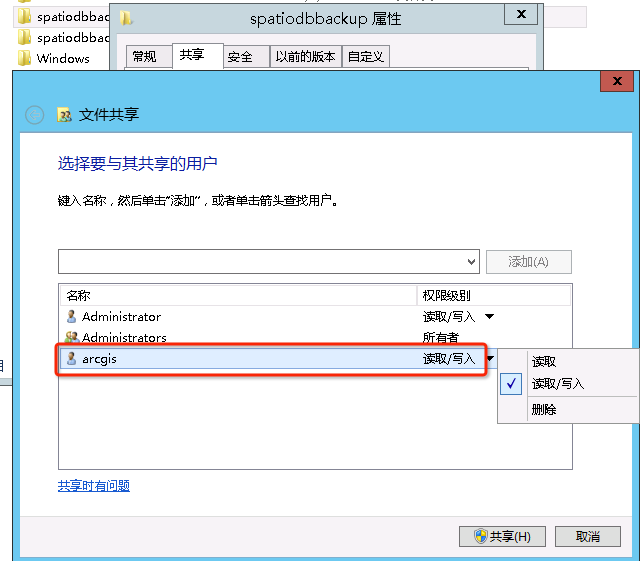 spatiodbbac
spatiodbbac
Windows
spatiodbbackup 属性
x
常规 共享 安全 以前的版本 自定义
x
文件共享
选择要与其共享的用户
键入名称，然后单击"添加"，或者单击箭头查找用户。
添加(A)
名称 权限级别
Administrator 读取/写入
Administrators 所有者
arcgis 读取/写入
读取
读取/写入
删除
共享时有问题
共享(H) 取消